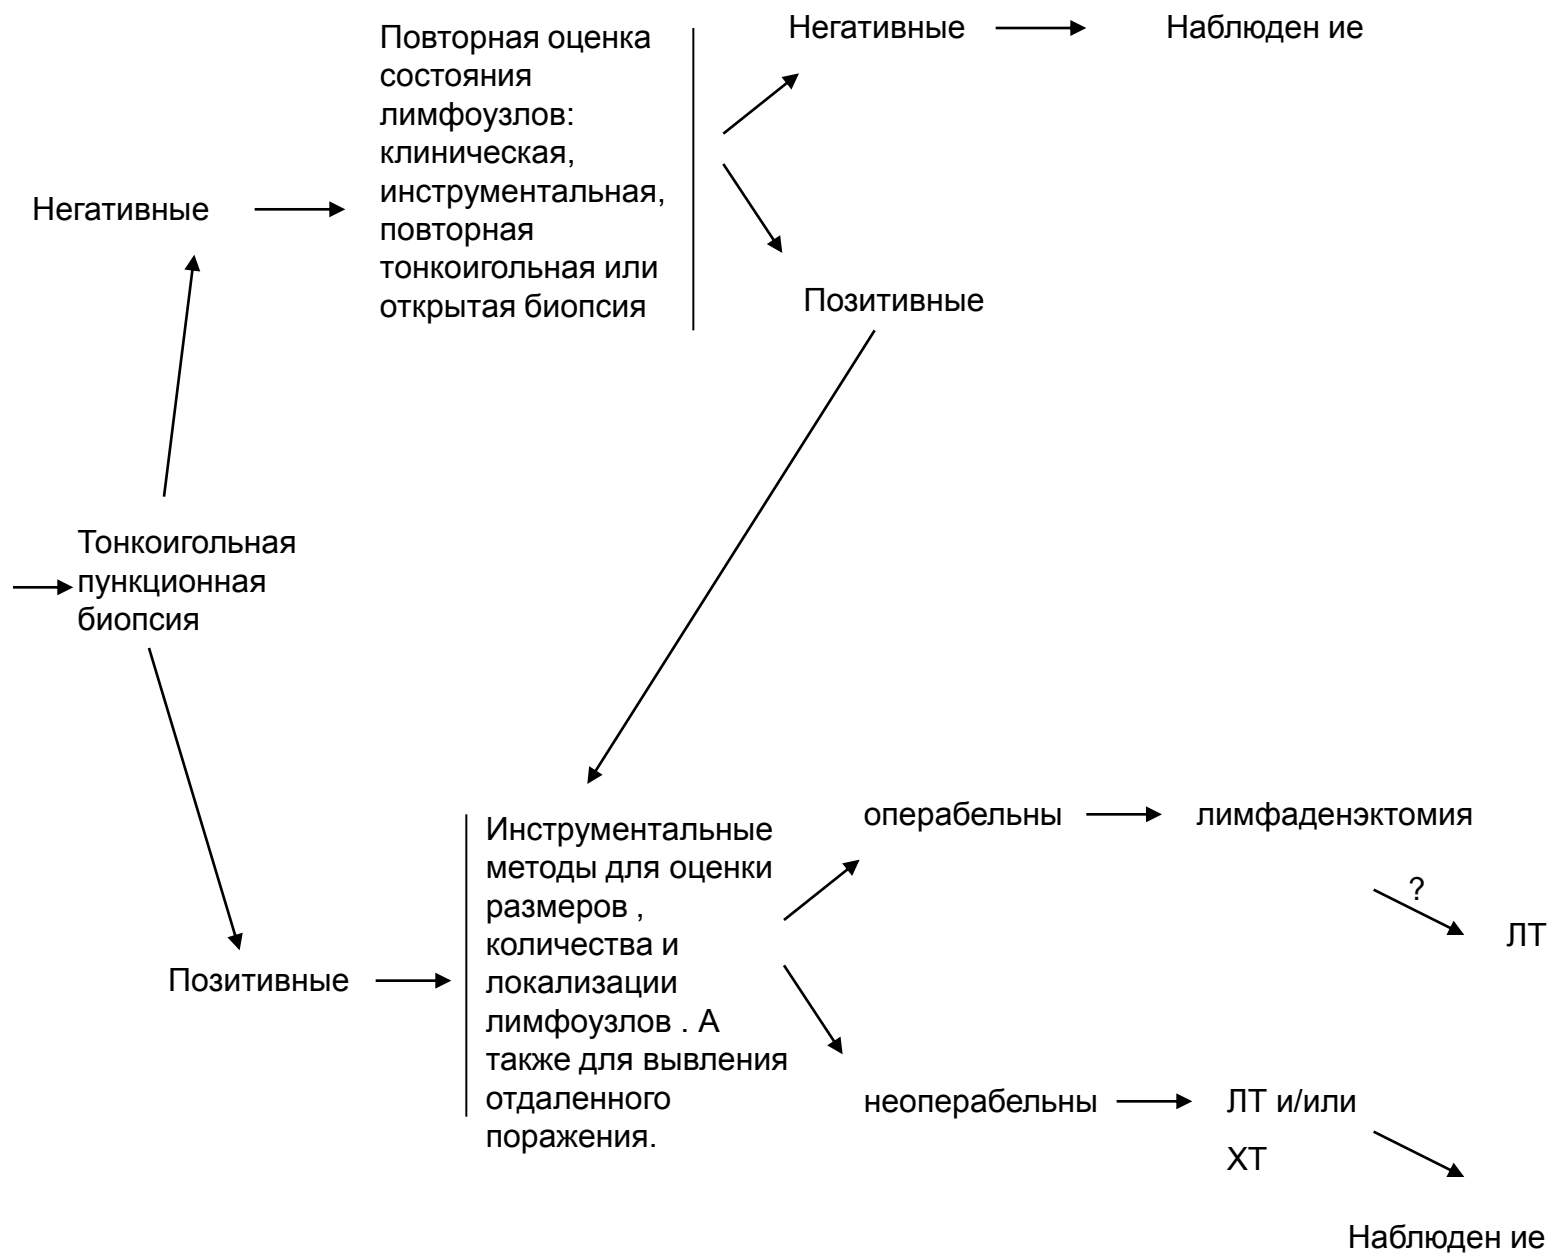 Повторная оценка
состояния
лимфоузлов:
клиническая,
инструментальная,
повторная
тонкоигольная или
открытая биопсия
Негативные
Наблюден ие
Негативные
Позитивные
Тонкоигольная
пункционная
биопсия
Позитивные
Инструментальные
методы для оценки
размеров ,
количества и
локализации
лимфоузлов . А
также для вывления
отдаленного
поражения.
операбельны
лимфаденэктомия
?
ЛТ
неоперабельны
ЛТ и/или
ХТ
Наблюден ие